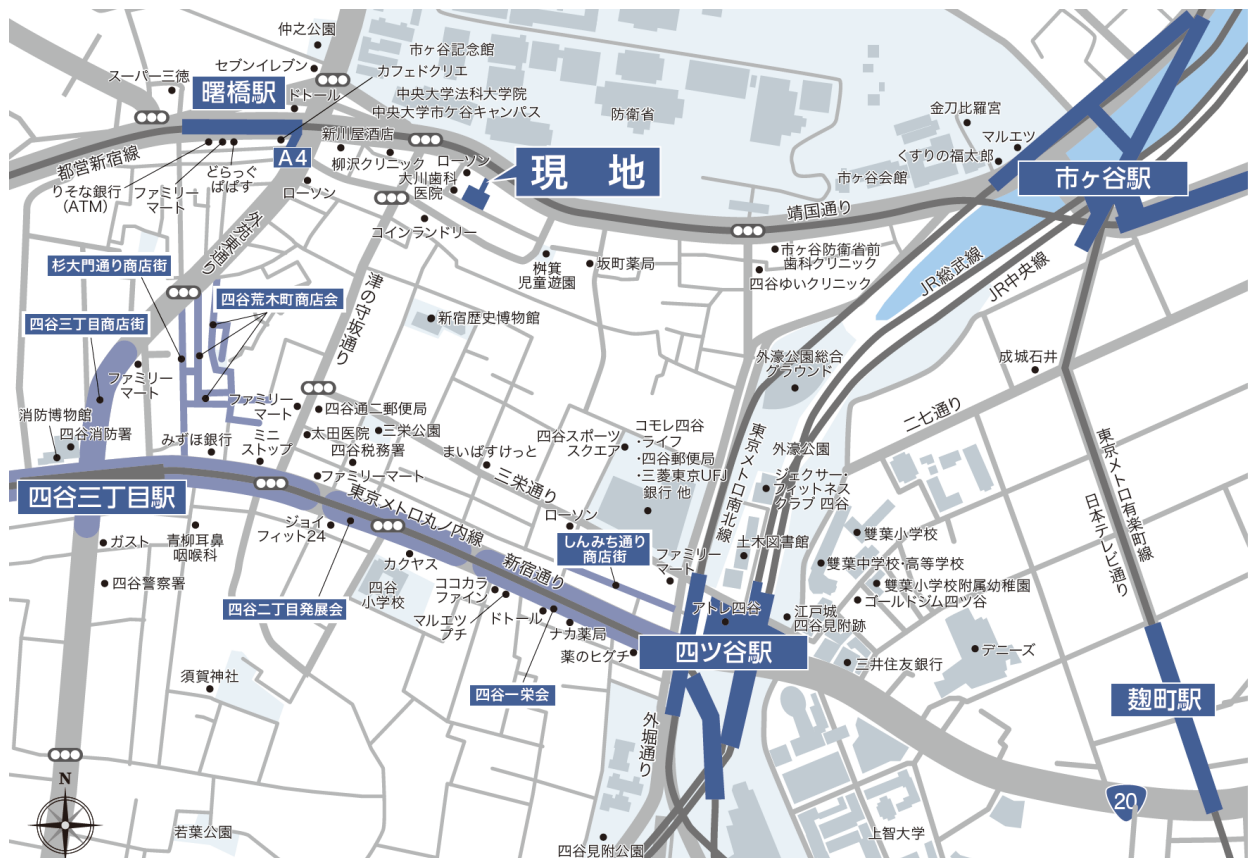 仲之公園
市ヶ谷記念館
セブンイレブン
カフェドクリエ
スーパー三徳
曙橋駅
ドトール
中央大学法科大学院
中央大学市ケ谷キャンパス
防衛省
金刀比羅宮
マルエツ
くすりの福太郎
市ヶ谷会館
市ヶ谷駅
新川屋酒店
都営新宿線
A4
柳沢クリニック
ローソン
大川歯科
医院
現 地
りそな銀行
(ATM)
ファミリー
マート
どらっぐ
ぱぱす
ローソン
コインランドリー
靖国通り
外苑東通り
桝箕
児童遊園
坂町薬局
市ヶ谷防衛省前
歯科クリニック
四谷ゆいクリニック
JR総武線
JR中央線
杉大門通り商店街
四谷荒木町商店会
津の守坂通り
四谷三丁目商店街
新宿歴史博物館
外濠公園総合
グラウンド
成城石井
ファミリー
マート
ファミリー
マート
四谷通二郵便局
消防博物館
四谷消防署
みずほ銀行
ミニ
ストップ
太田医院
三栄公園
四谷税務署
まいばすけっと
四谷スポーツ
スクエア
コモレ四谷
・ライフ
・四谷郵便局
・三菱東京UFJ
銀行 他
東京メトロ南北線
外濠公園
ジェクサー・
フィットネス
クラブ 四谷
二七通り
東京メトロ有楽町線
日本テレビ通り
四谷三丁目駅
ファミリーマート
東京メトロ丸ノ内線
三栄通り
ローソン
しんみち通り
商店街
ファミリー
マート
土木図書館
雙葉小学校
雙葉中学校・高等学校
雙葉小学校附属幼稚園
ゴールドジム四ツ谷
ガスト
青柳耳鼻
咽喉科
ジョイ
フィット24
カクヤス
新宿通り
四谷警察署
四谷二丁目発展会
四谷
小学校
ココカラ
ファイン
マルエツ
プチ
ドトール
ナカ薬局
薬のヒグチ
アトレ四谷
江戸城
四谷見附跡
四ツ谷駅
三井住友銀行
デニーズ
須賀神社
四谷一栄会
麹町駅
外堀通り
N
20
若葉公園
四谷見附公園
上智大学